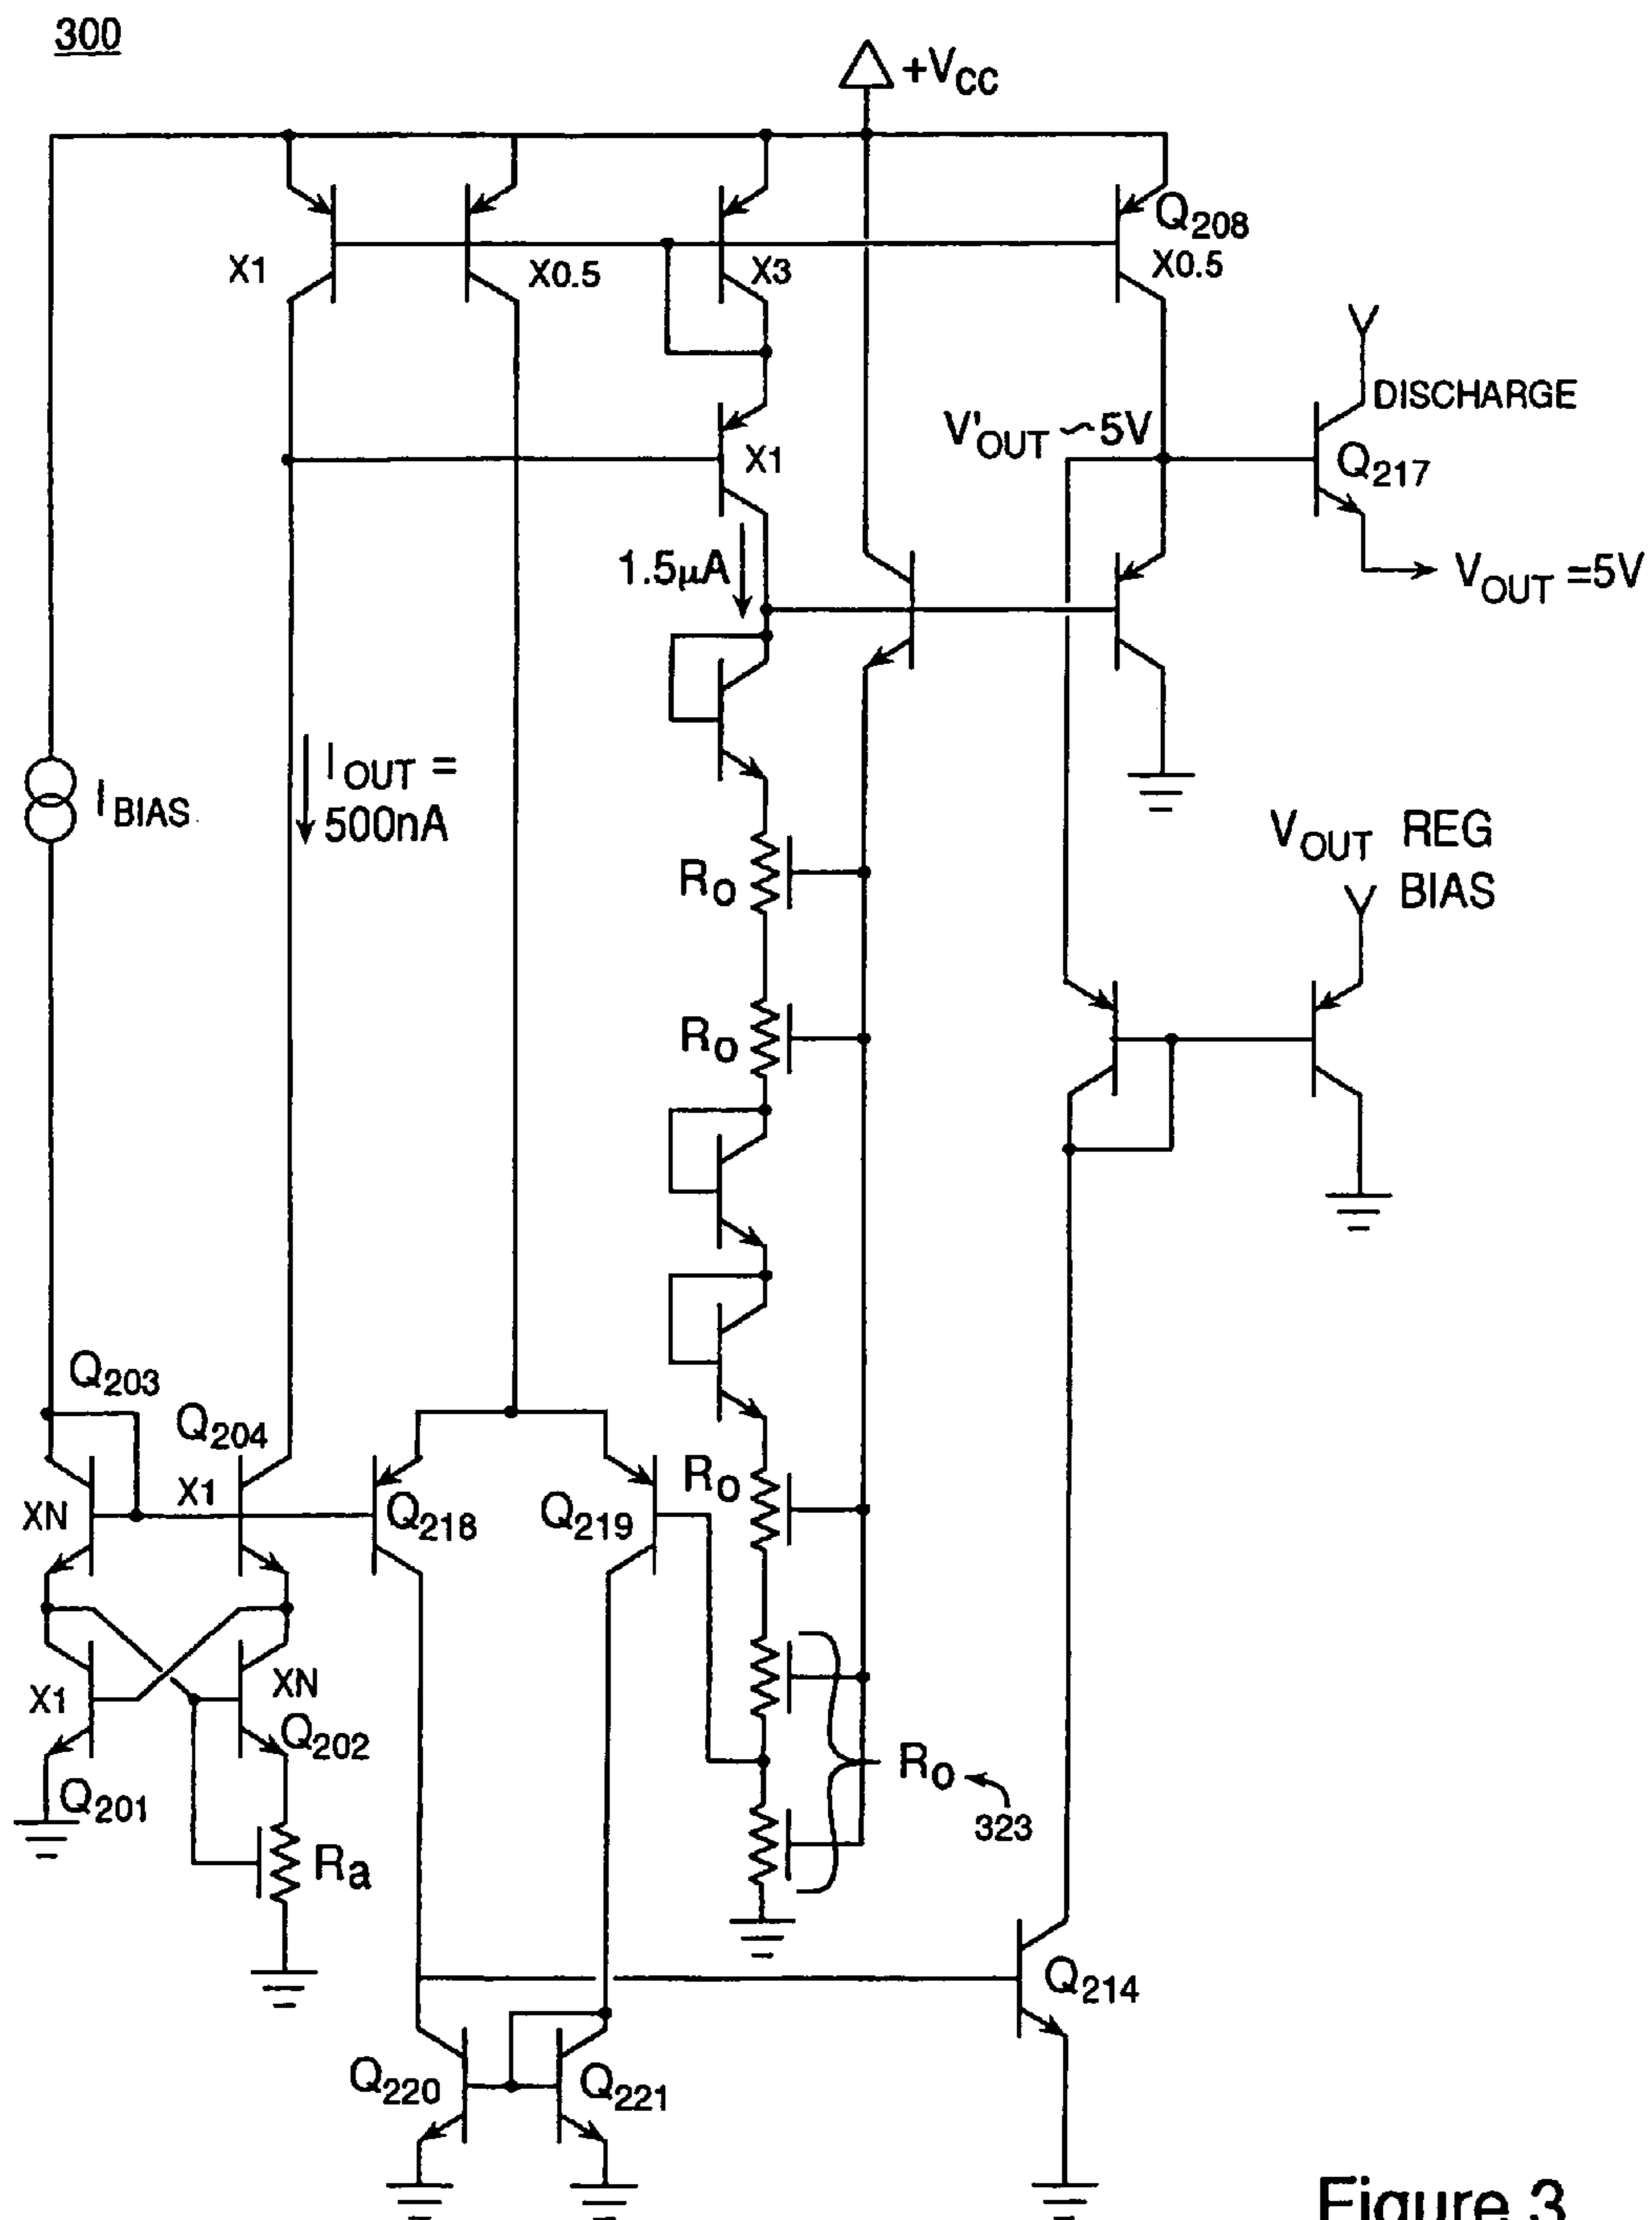 300
+VCC
X1
X0.5
X3
Q208
X0.5
DISCHARGE
V'OUT ~5V
X1
Q217
1.5μA
VOUT =5V
IOUT =
500nA
IBIAS
VOUT REG
BIAS
RO
RO
Q203
Q204
X1
XN
Q218
Q219
RO
X1
XN
Q202
Q201
RO
323
Ra
Q214
Q220
Q221
Figure 3